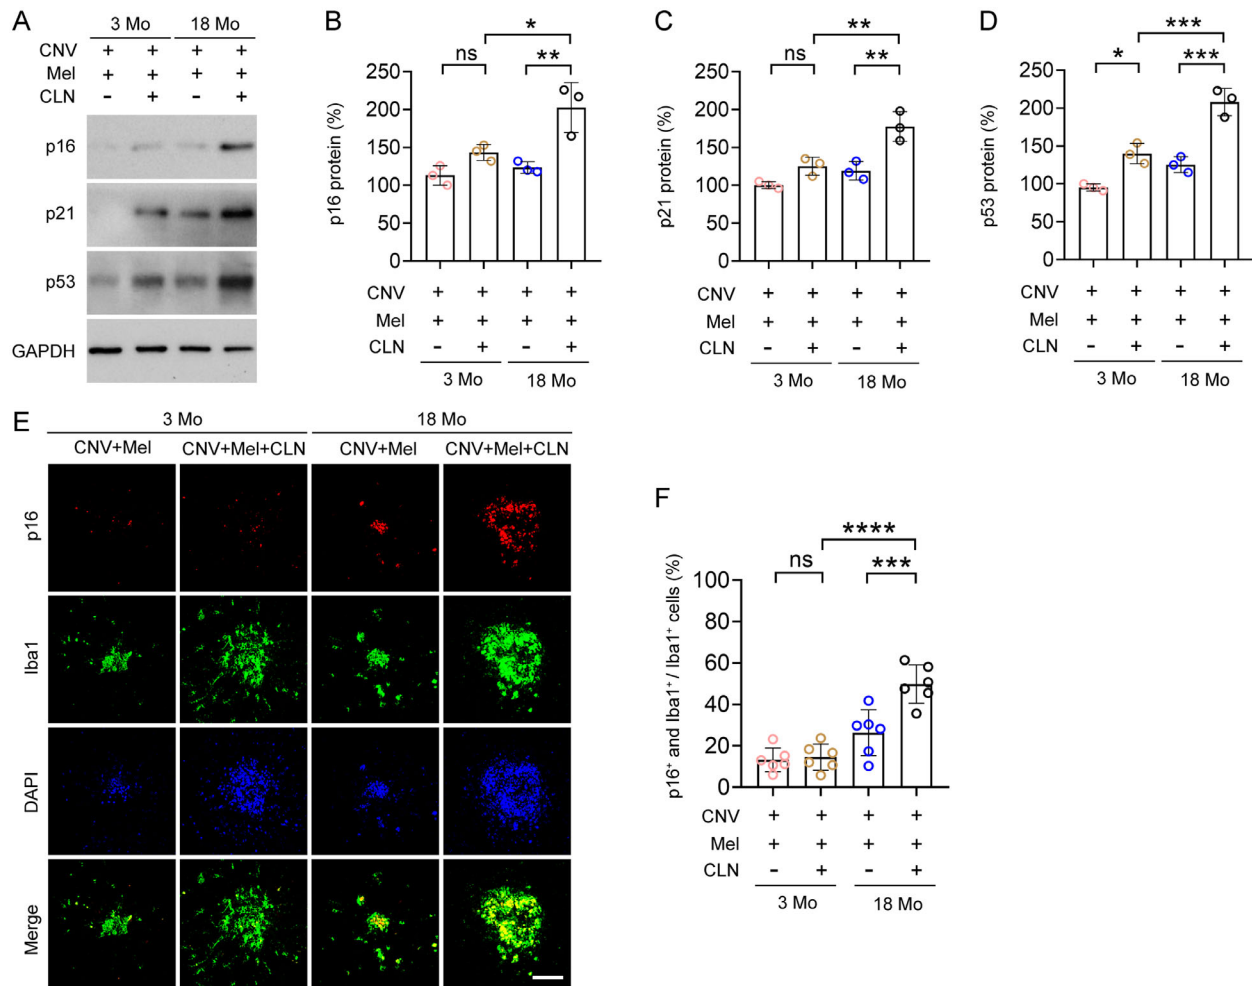 A
3 Mo 18 Mo
CNV + + + +
Mel + + + +
CLN - + - +
p16
p21
p53
GAPDH
B
*
ns **
p16 protein (%)
250
200
150
100
50
0
CNV + + + +
Mel + + + +
CLN - + - +
3 Mo 18 Mo
C
**
ns **
p21 protein (%)
250
200
150
100
50
0
CNV + + + +
Mel + + + +
CLN - + - +
3 Mo 18 Mo
D
***
* ***
p53 protein (%)
250
200
150
100
50
0
CNV + + + +
Mel + + + +
CLN - + - +
3 Mo 18 Mo
E
3 Mo 18 Mo
CNV+Mel CNV+Mel+CLN CNV+Mel CNV+Mel+CLN
p16
Iba1
DAPI
Merge
F
****
ns ***
p16⁺ and Iba1⁺ / Iba1⁺ cells (%)
100
80
60
40
20
0
CNV + + + +
Mel + + + +
CLN - + - +
3 Mo 18 Mo